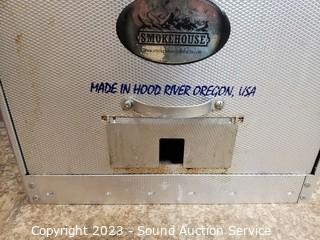 SMOKEHOUSE
MADE IN HOOD RIVER OREGON, USA
Copyright 2023 - Sound Auction Service